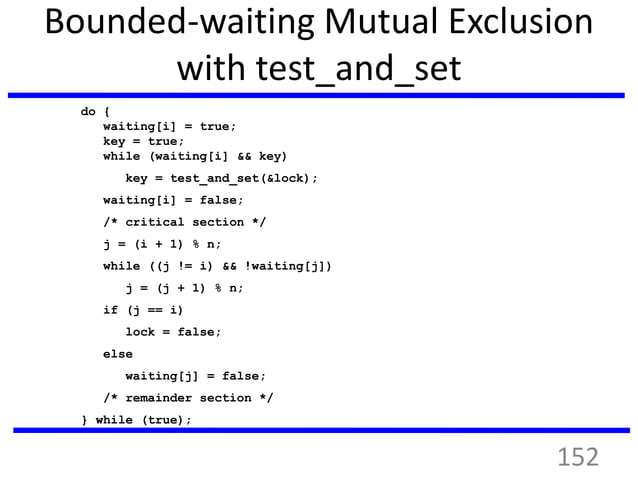 Bounded-waiting Mutual Exclusion
with test_and_set
do {
waiting[i] = true;
key = true;
while (waiting[i] && key)
key = test_and_set(&lock);
waiting[i] = false;
/* critical section */
j = (i + 1) % n;
while ((j != i) && !waiting[j])
j = (j + 1) % n;
if (j == i)
lock = false;
else
waiting[j] = false;
/* remainder section */
} while (true);
152